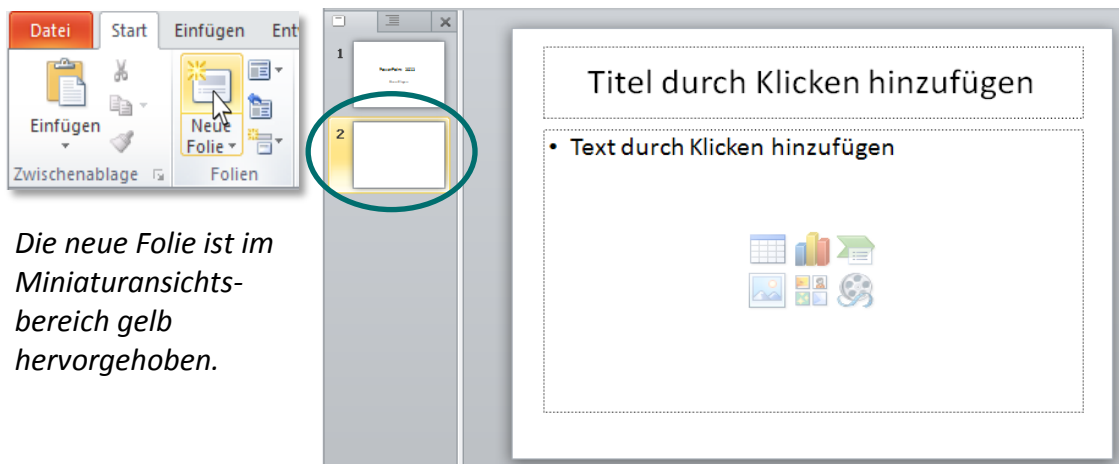 Datei Start Einfügen Ent
Einfügen
Neue
Folie
Zwischenablage Folien
Die neue Folie ist im
Miniaturansichts-
bereich gelb
hervorgehoben.
1
2
Titel durch Klicken hinzufügen
• Text durch Klicken hinzufügen